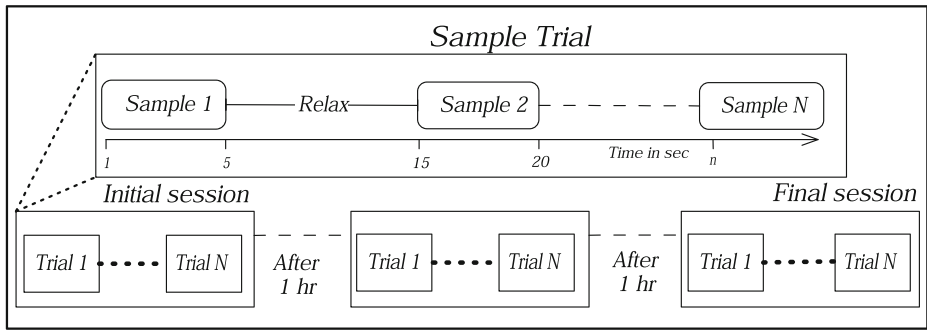 Sample Trial
Sample 1
Relax
Sample 2
Sample N
1
5
15
20
Time in sec
n
Initial session
Final session
Trial 1
Trial N
After
1 hr
Trial 1
Trial N
After
1 hr
Trial 1
Trial N